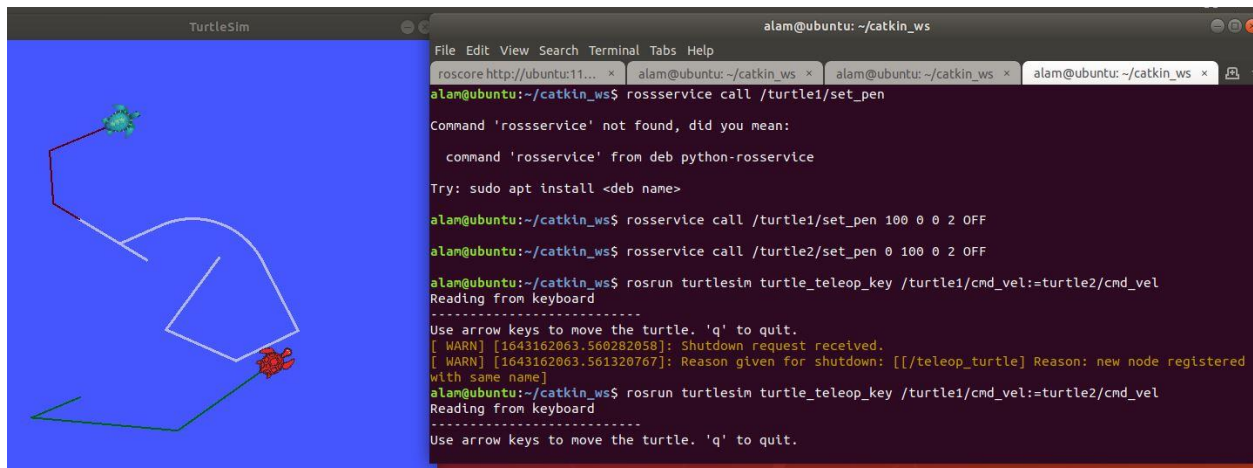 TurtleSim
alam@ubuntu: ~/catkin_ws
File Edit View Search Terminal Tabs Help
roscore http://ubuntu:11... × alam@ubuntu: ~/catkin_ws × alam@ubuntu: ~/catkin_ws × alam@ubuntu: ~/catkin_ws ×
alam@ubuntu:~/catkin_ws$ rossservice call /turtle1/set_pen
Command 'rossservice' not found, did you mean:
command 'rosservice' from deb python-rosservice
Try: sudo apt install <deb name>
alam@ubuntu:~/catkin_ws$ rosservice call /turtle1/set_pen 100 0 0 2 OFF
alam@ubuntu:~/catkin_ws$ rosservice call /turtle2/set_pen 0 100 0 2 OFF
alam@ubuntu:~/catkin_ws$ rosrun turtlesim turtle_teleop_key /turtle1/cmd_vel:=turtle2/cmd_vel
Reading from keyboard
---------------------------
Use arrow keys to move the turtle. 'q' to quit.
[ WARN] [1643162063.560282058]: Shutdown request received.
[ WARN] [1643162063.561320767]: Reason given for shutdown: [[/teleop_turtle] Reason: new node registered
with same name]
alam@ubuntu:~/catkin_ws$ rosrun turtlesim turtle_teleop_key /turtle1/cmd_vel:=turtle2/cmd_vel
Reading from keyboard
---------------------------
Use arrow keys to move the turtle. 'q' to quit.